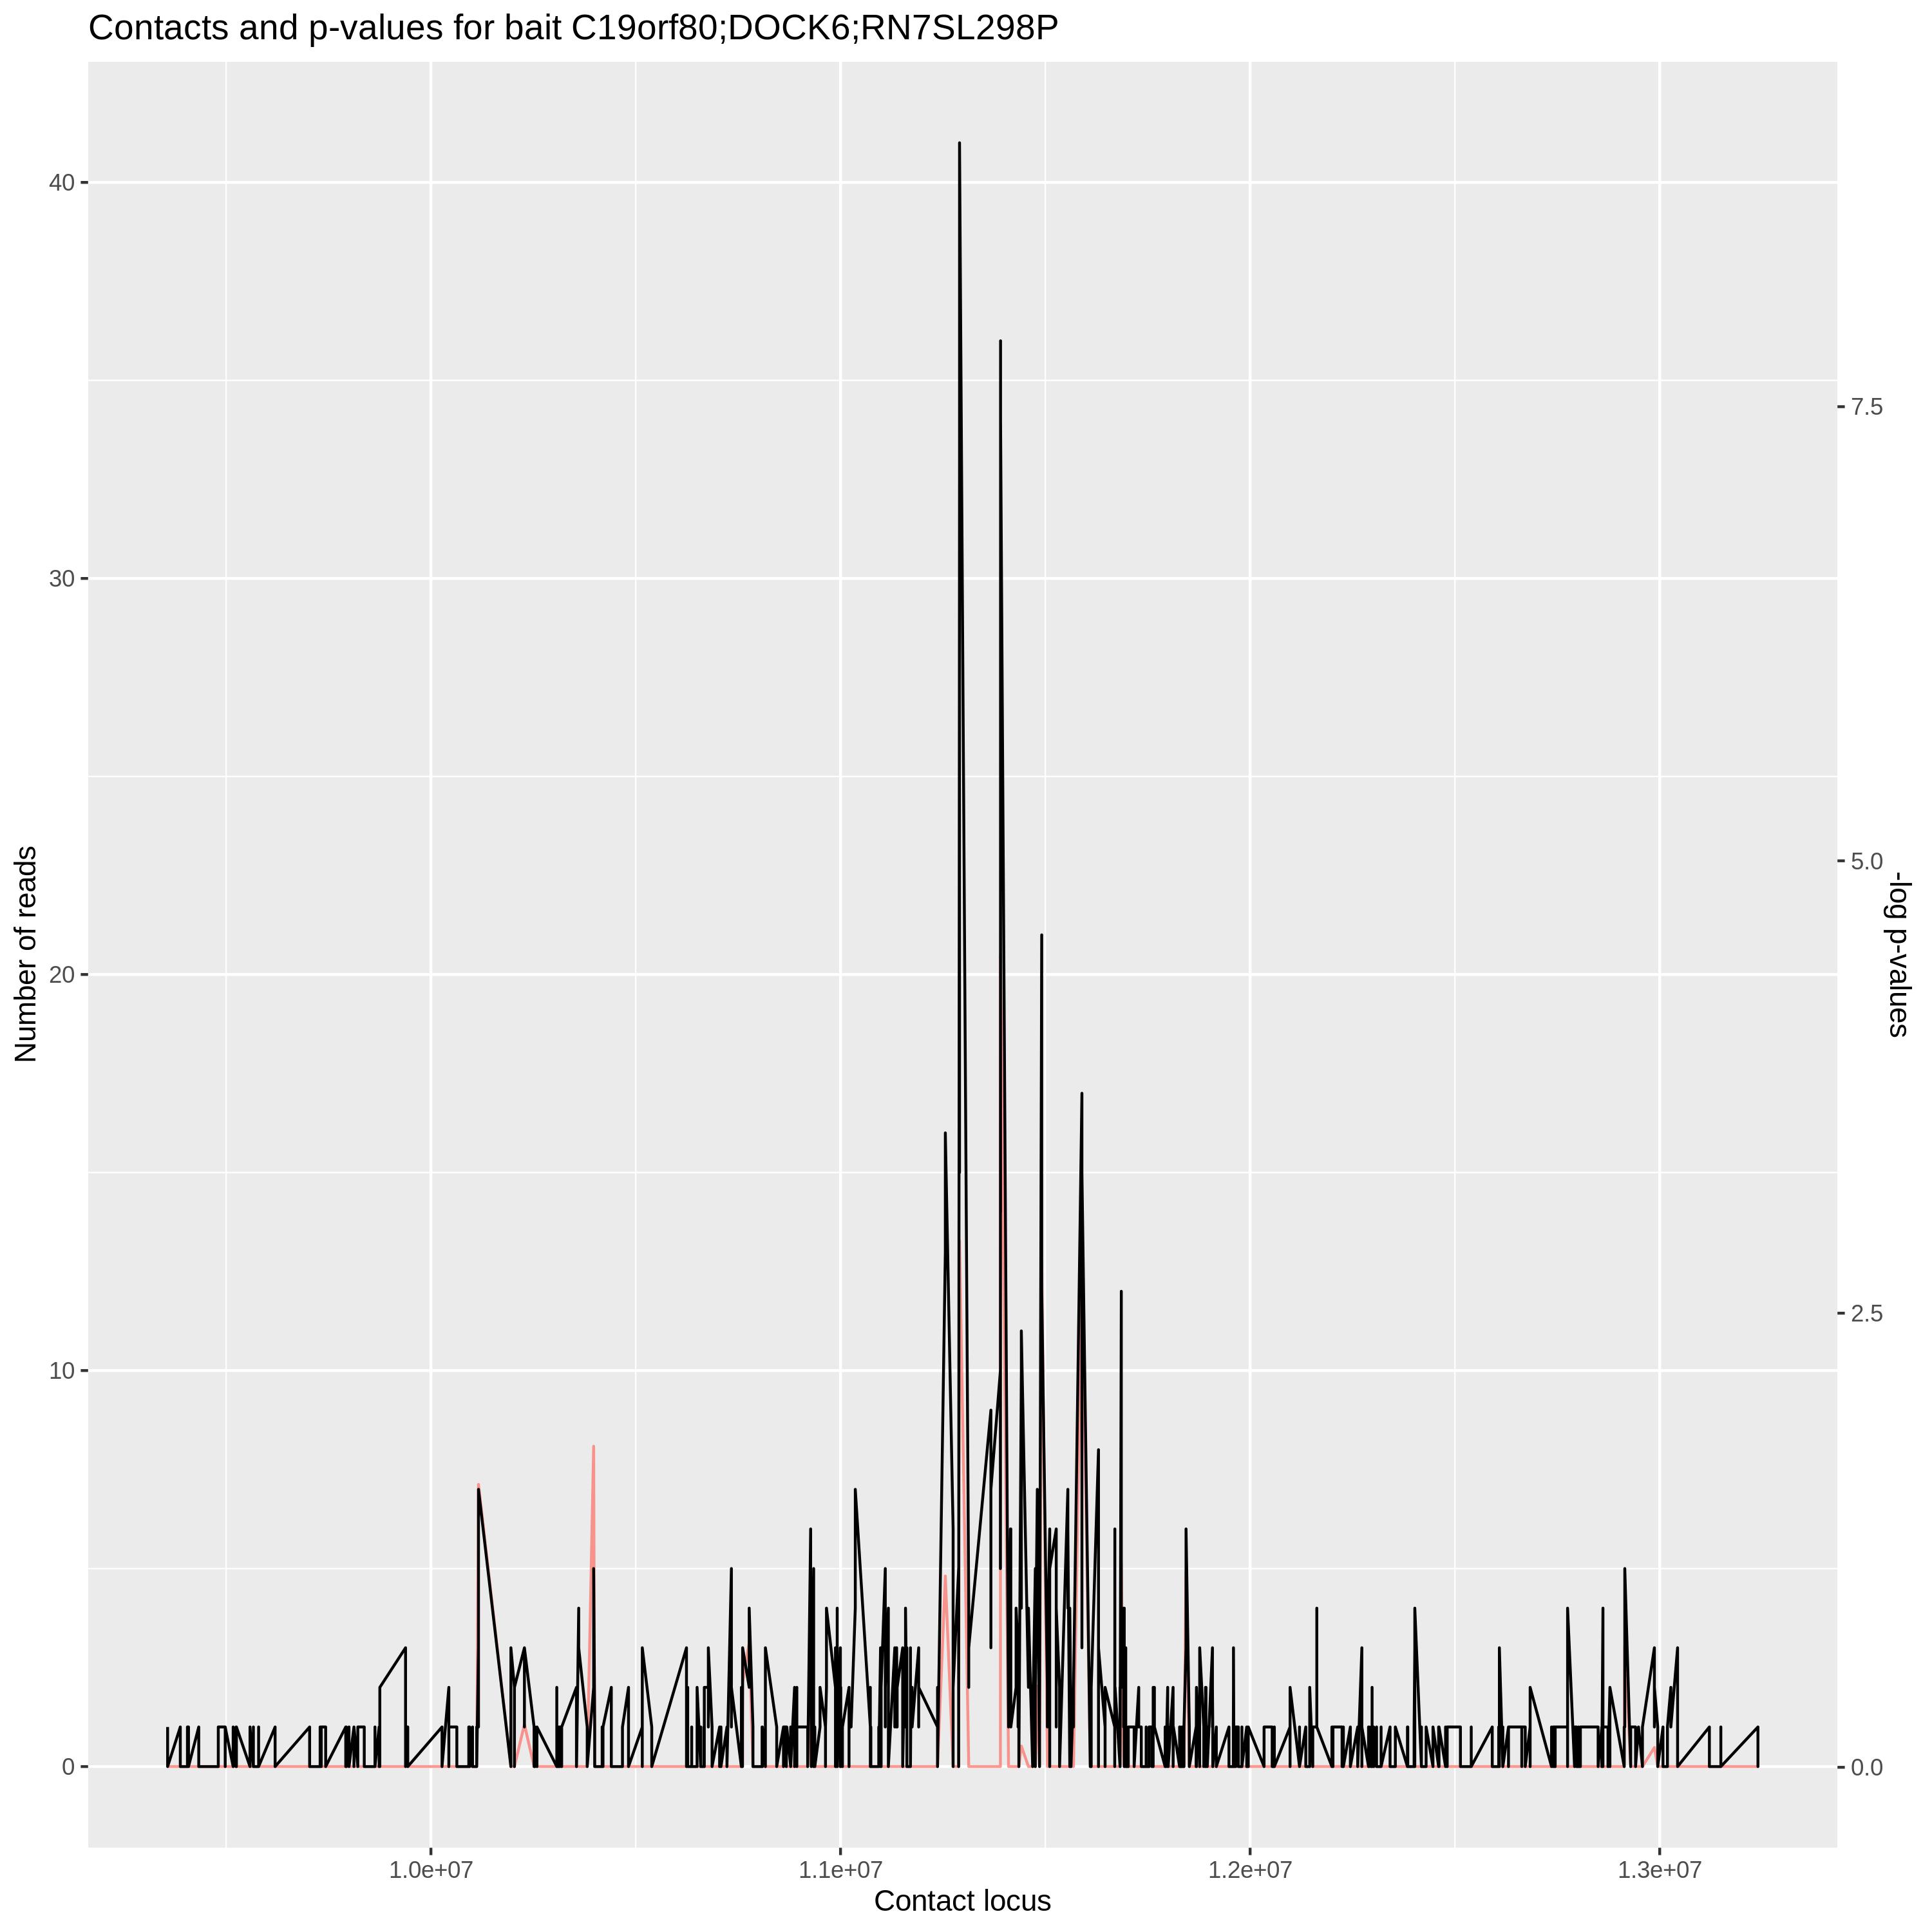 Contacts and p-values for bait C19orf80;DOCK6;RN7SL298P
40
30
20
10
0
Number of reads
7.5
5.0
2.5
0.0
-log p-values
1.0e+07
1.1e+07
1.2e+07
1.3e+07
Contact locus